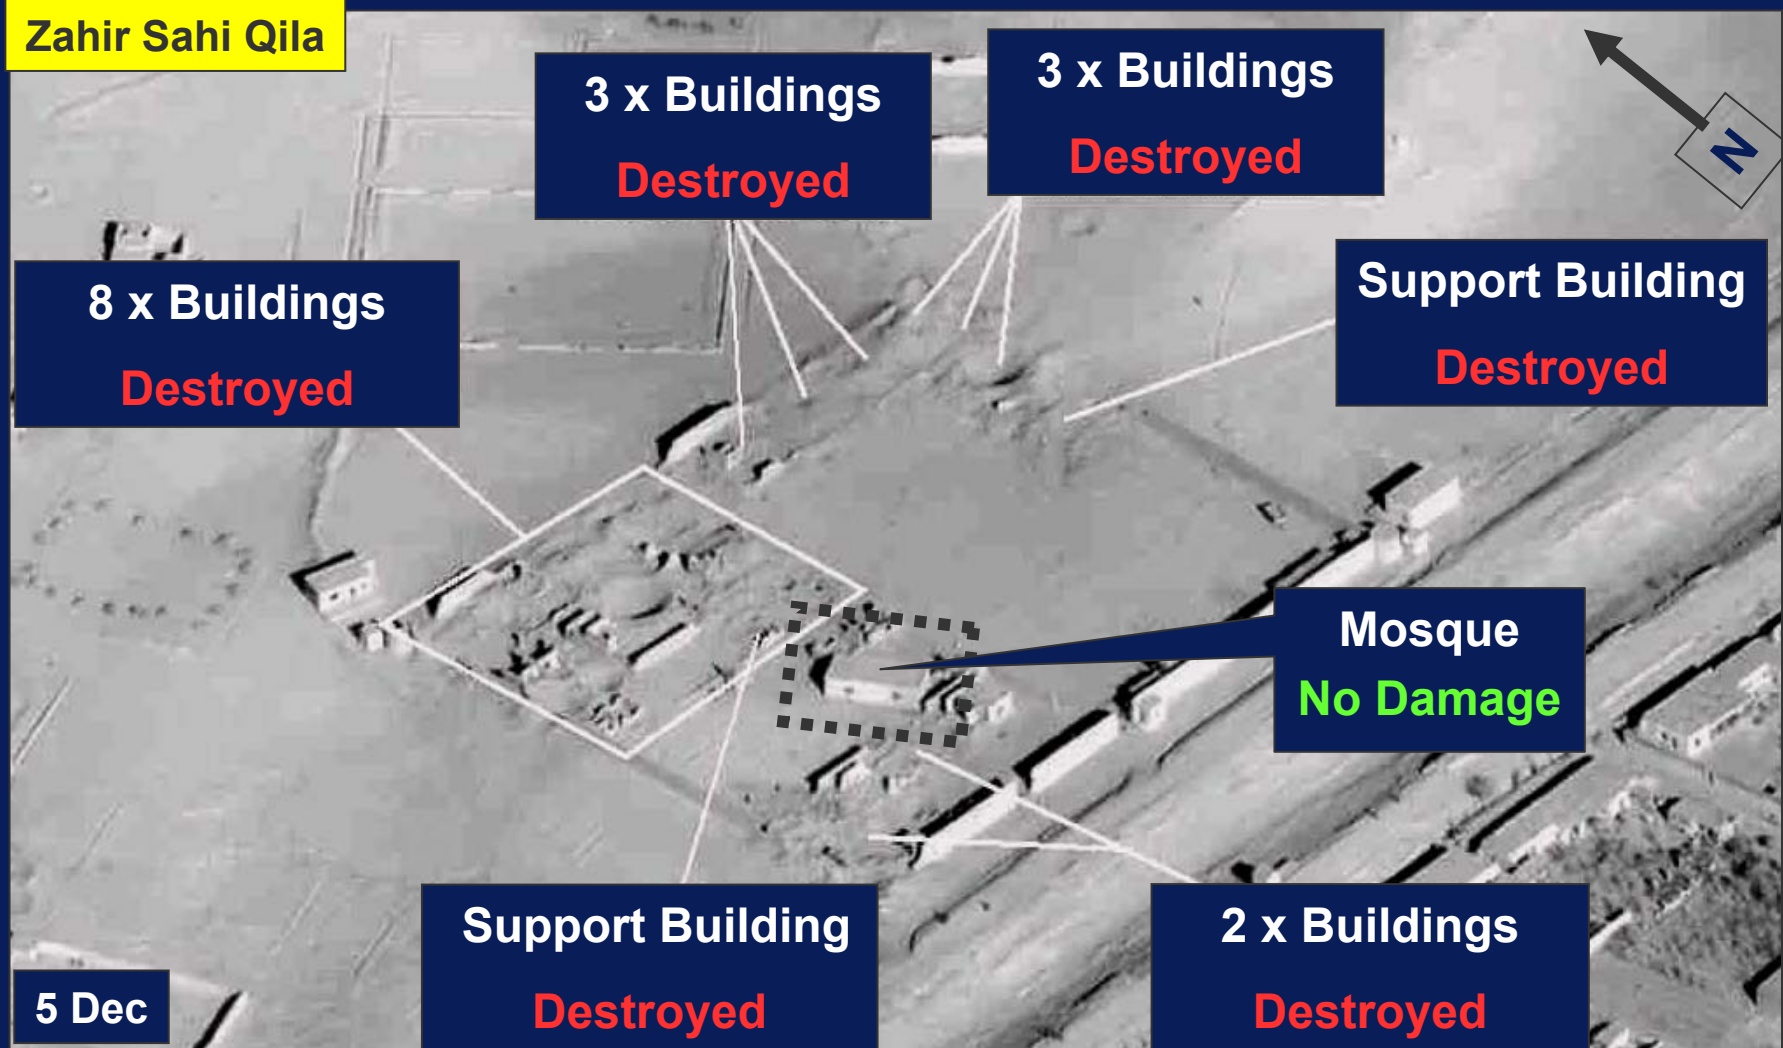 Zahir Sahi Qila
3 x Buildings
Destroyed
3 x Buildings
Destroyed
N
8 x Buildings
Destroyed
Support Building
Destroyed
Mosque
No Damage
Support Building
Destroyed
2 x Buildings
Destroyed
5 Dec